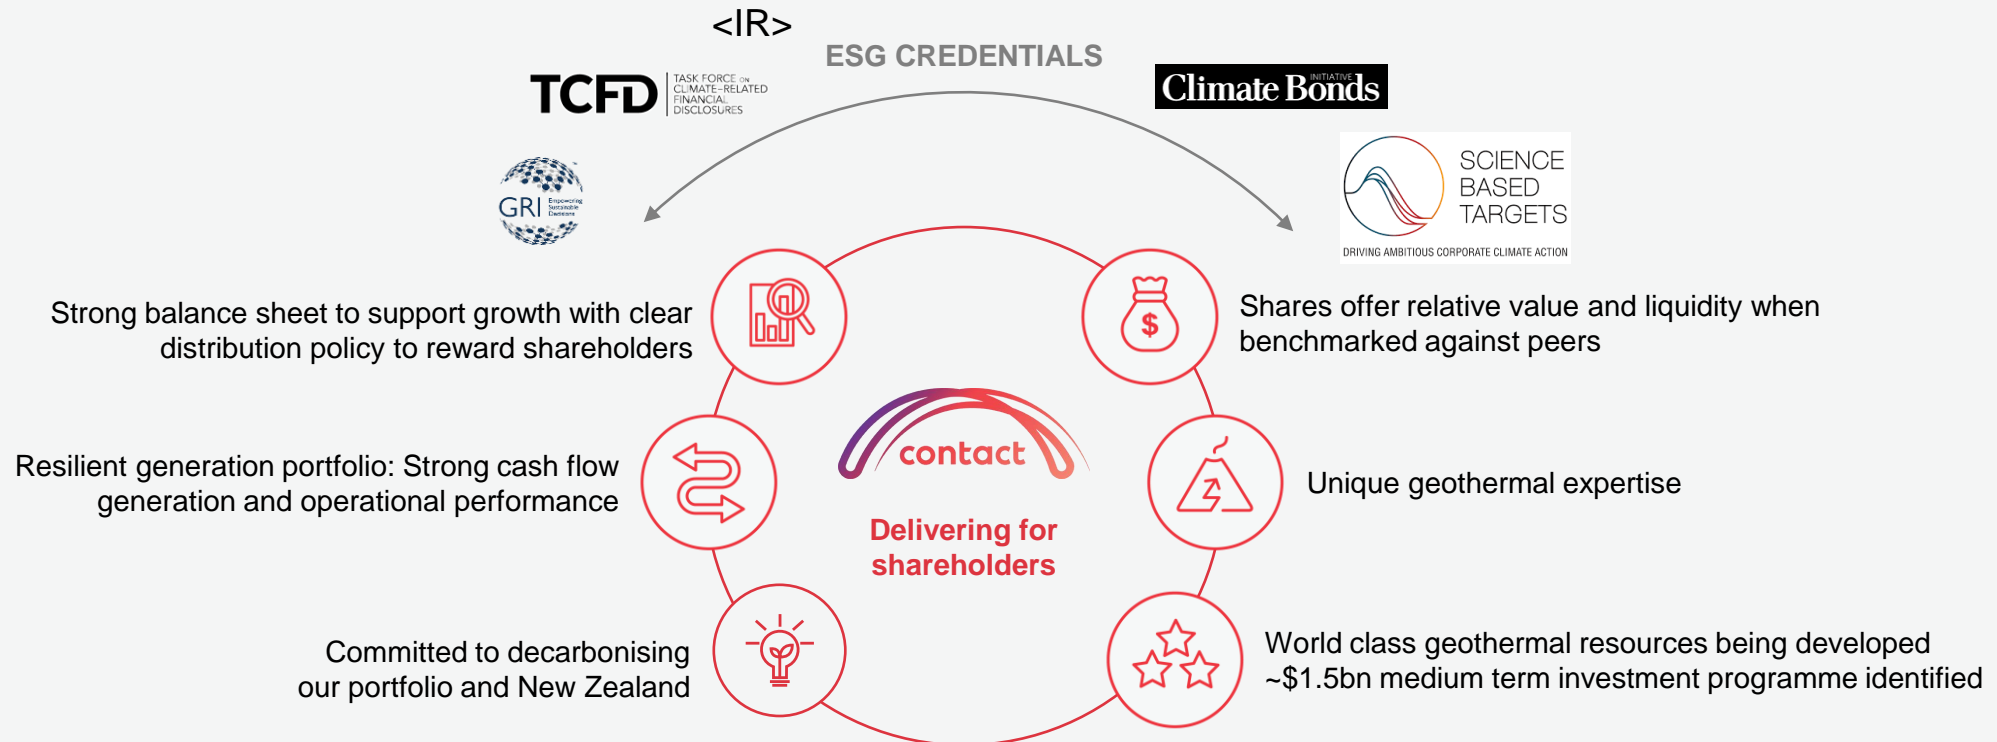 <IR>
ESG CREDENTIALS
TCFD
TASK FORCE ON
CLIMATE-RELATED
FINANCIAL
DISCLOSURES
Climate Bonds
INITIATIVE
GRI
Empowering
Sustainable
Decisions
SCIENCE
BASED
TARGETS
DRIVING AMBITIOUS CORPORATE CLIMATE ACTION
Strong balance sheet to support growth with clear
distribution policy to reward shareholders
$
Shares offer relative value and liquidity when
benchmarked against peers
Resilient generation portfolio: Strong cash flow
generation and operational performance
contact
Delivering for
shareholders
Unique geothermal expertise
Committed to decarbonising
our portfolio and New Zealand
World class geothermal resources being developed
~$1.5bn medium term investment programme identified